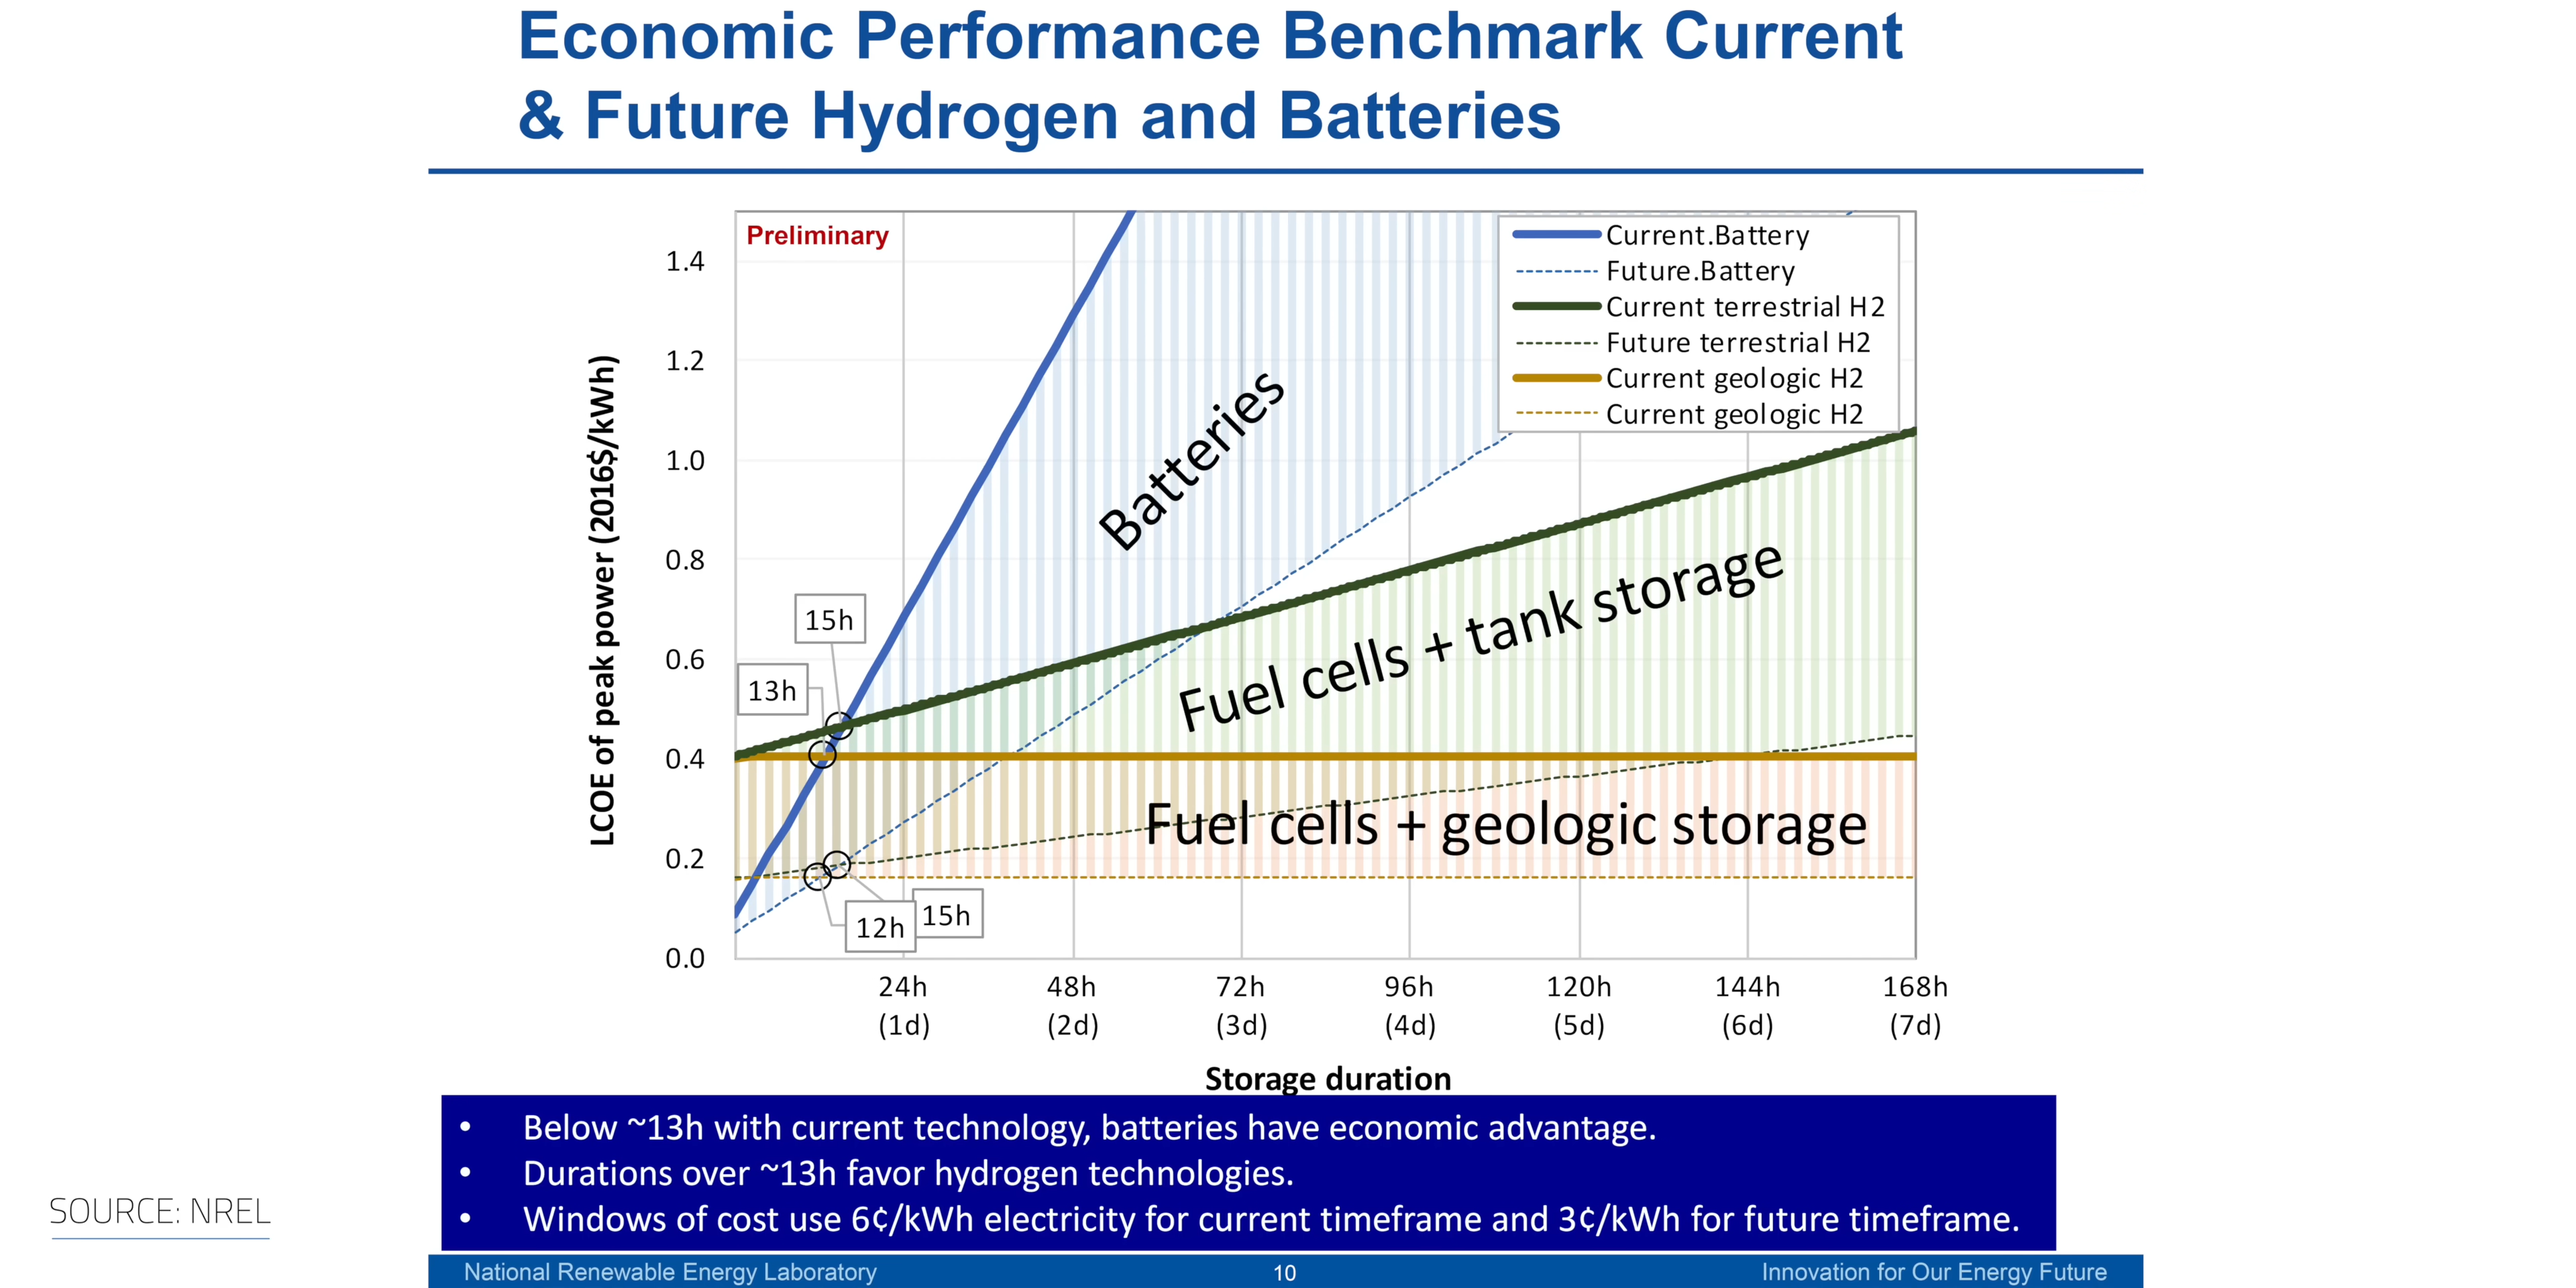 Economic Performance Benchmark Current
& Future Hydrogen and Batteries
Preliminary
Current.Battery
Future.Battery
Current terrestrial H2
Future terrestrial H2
Current geologic H2
Current geologic H2
LCOE of peak power (2016$/kWh)
1.4
1.2
1.0
0.8
0.6
0.4
0.2
0.0
Batteries
Fuel cells + tank storage
Fuel cells + geologic storage
15h
13h
12h
15h
24h
(1d)
48h
(2d)
72h
(3d)
96h
(4d)
120h
(5d)
144h
(6d)
168h
(7d)
Storage duration
• Below ~13h with current technology, batteries have economic advantage.
• Durations over ~13h favor hydrogen technologies.
• Windows of cost use 6¢/kWh electricity for current timeframe and 3¢/kWh for future timeframe.
SOURCE: NREL
National Renewable Energy Laboratory
10
Innovation for Our Energy Future